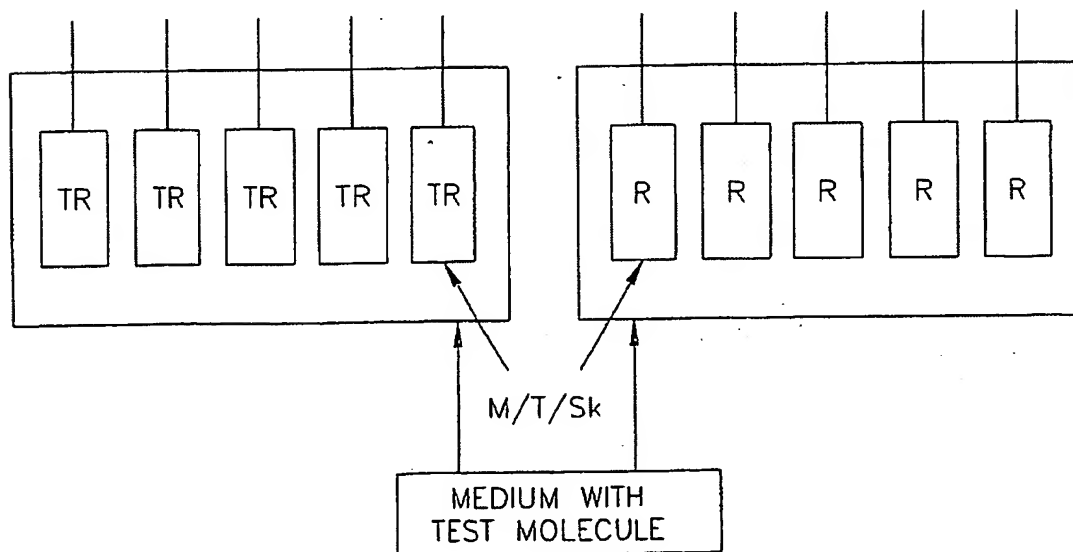 TR TR TR TR TR R R R R R
M/T/Sk
MEDIUM WITH
TEST MOLECULE